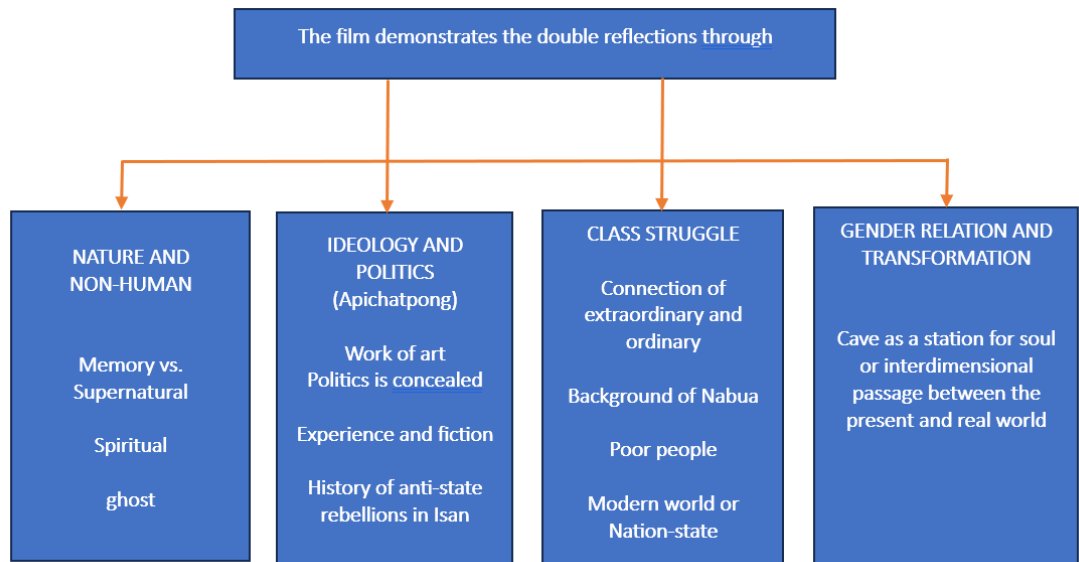 The film demonstrates the double reflections through
NATURE AND
NON-HUMAN
Memory vs.
Supernatural
Spiritual
ghost
IDEOLOGY AND
POLITICS
(Apichatpong)
Work of art
Politics is concealed
Experience and fiction
History of anti-state
rebellions in Isan
CLASS STRUGGLE
Connection of
extraordinary and
ordinary
Background of Nabua
Poor people
Modern world or
Nation-state
GENDER RELATION AND
TRANSFORMATION
Cave as a station for soul
or interdimensional
passage between the
present and real world